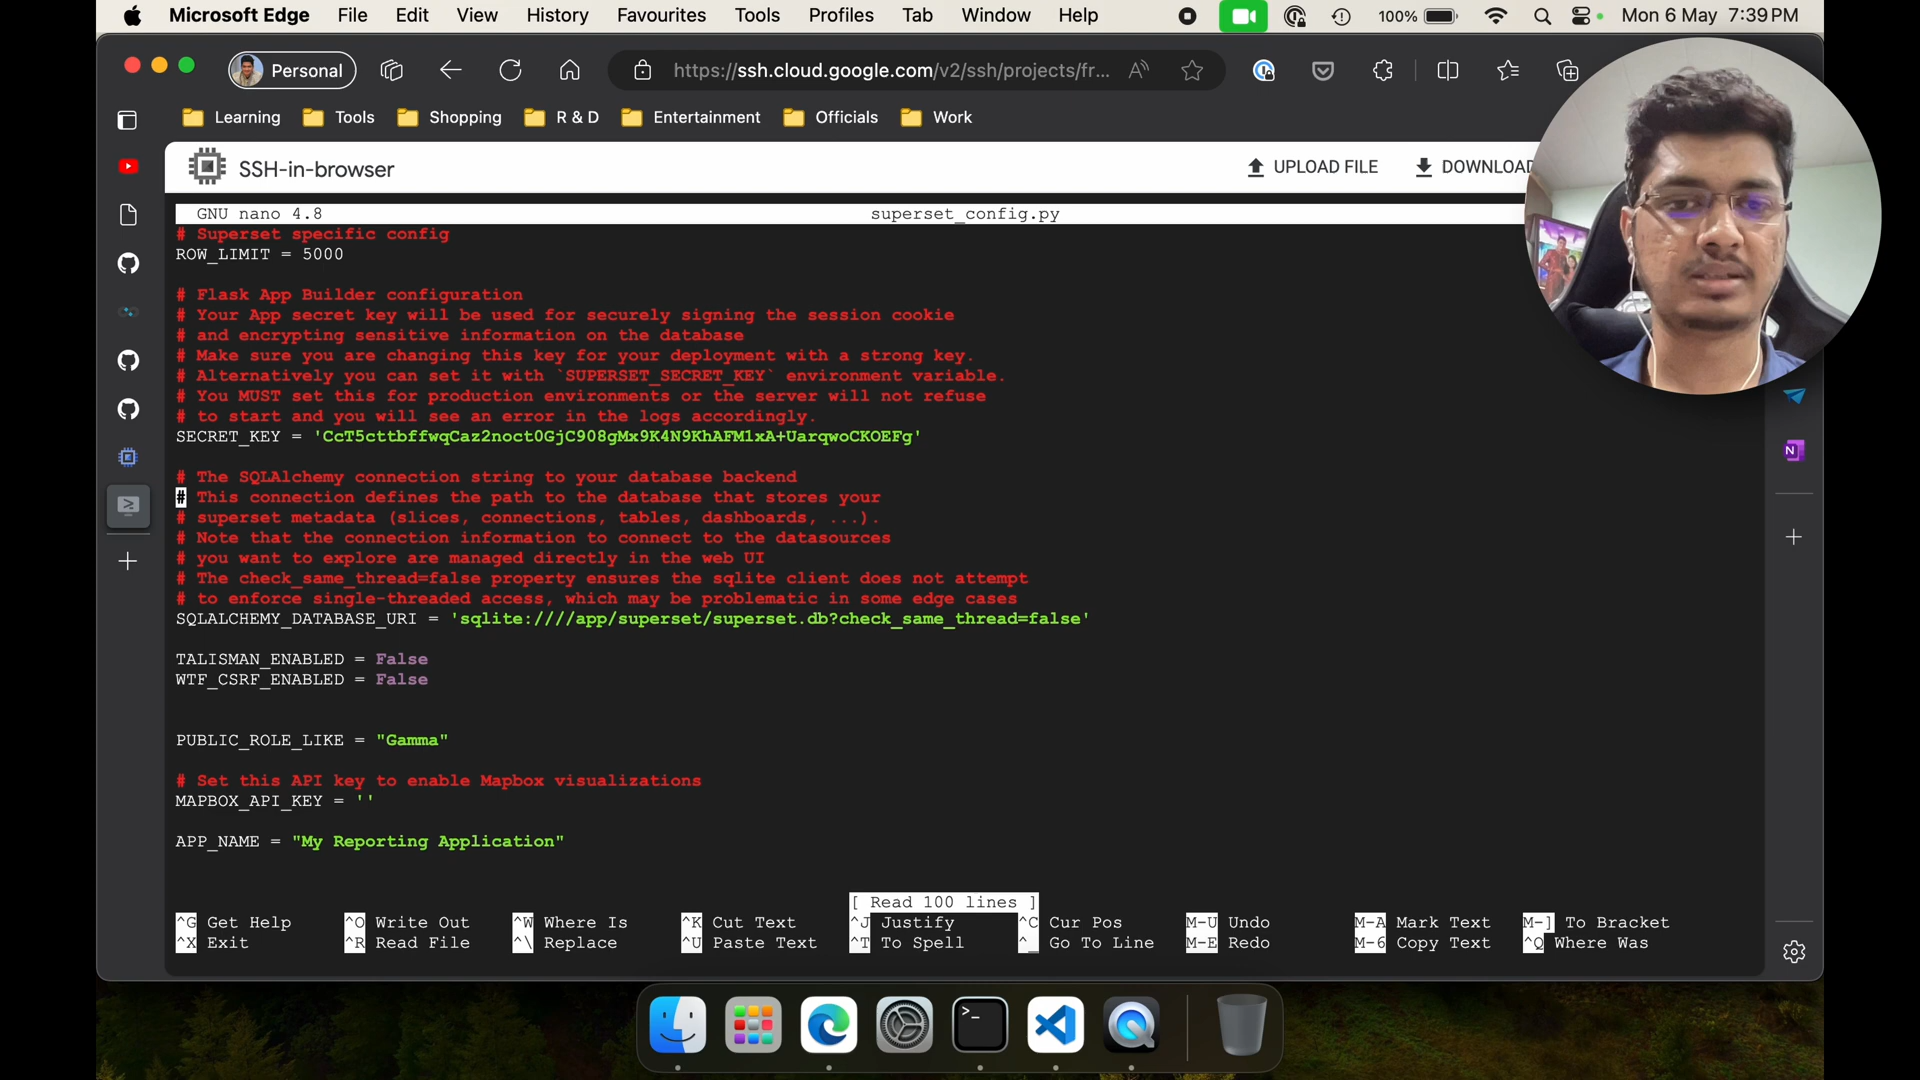 Microsoft Edge File Edit View History Favourites Tools Profiles Tab Window Help 100% Mon 6 May 7:39 PM
Personal https://ssh.cloud.google.com/v2/ssh/projects/fr...
Learning Tools Shopping R & D Entertainment Officials Work
SSH-in-browser UPLOAD FILE DOWNLOAD
GNU nano 4.8 superset_config.py
# Superset specific config
ROW_LIMIT = 5000
# Flask App Builder configuration
# Your App secret key will be used for securely signing the session cookie
# and encrypting sensitive information on the database
# Make sure you are changing this key for your deployment with a strong key.
# Alternatively you can set it with `SUPERSET_SECRET_KEY` environment variable.
# You MUST set this for production environments or the server will not refuse
# to start and you will see an error in the logs accordingly.
SECRET_KEY = 'CcT5cttbffwqCaz2noct0GjC908gMx9K4N9KhAFM1xA+UarqwoCKOEFg'
# The SQLAlchemy connection string to your database backend
# This connection defines the path to the database that stores your
# superset metadata (slices, connections, tables, dashboards, ...).
# Note that the connection information to connect to the datasources
# you want to explore are managed directly in the web UI
# The check_same_thread=false property ensures the sqlite client does not attempt
# to enforce single-threaded access, which may be problematic in some edge cases
SQLALCHEMY_DATABASE_URI = 'sqlite:////app/superset/superset.db?check_same_thread=false'
TALISMAN_ENABLED = False
WTF_CSRF_ENABLED = False
PUBLIC_ROLE_LIKE = "Gamma"
# Set this API key to enable Mapbox visualizations
MAPBOX_API_KEY = ''
APP_NAME = "My Reporting Application"
[ Read 100 lines ]
^G Get Help ^O Write Out ^W Where Is ^K Cut Text ^J Justify ^C Cur Pos M-U Undo M-A Mark Text M-] To Bracket
^X Exit ^R Read File ^\ Replace ^U Paste Text ^T To Spell ^_ Go To Line M-E Redo M-6 Copy Text ^Q Where Was